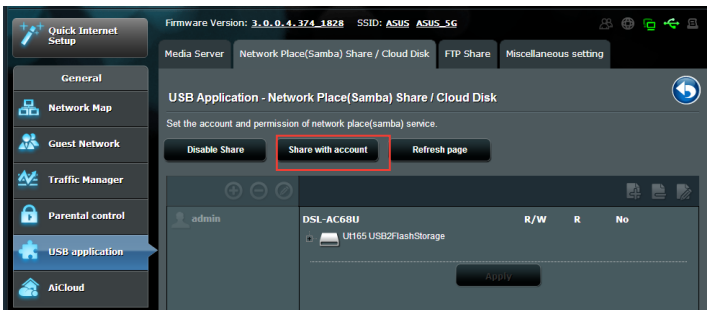 Quick Internet
Setup
Firmware Version: 3.0.0.4.374_1828 SSID: ASUS ASUS_5G
Media Server Network Place(Samba) Share / Cloud Disk FTP Share Miscellaneous setting
General
Network Map
Guest Network
Traffic Manager
Parental control
USB application
AiCloud
USB Application - Network Place(Samba) Share / Cloud Disk
Set the account and permission of network place(samba) service.
Disable Share Share with account Refresh page
admin
DSL-AC68U R/W R No
Ut165 USB2FlashStorage
Apply